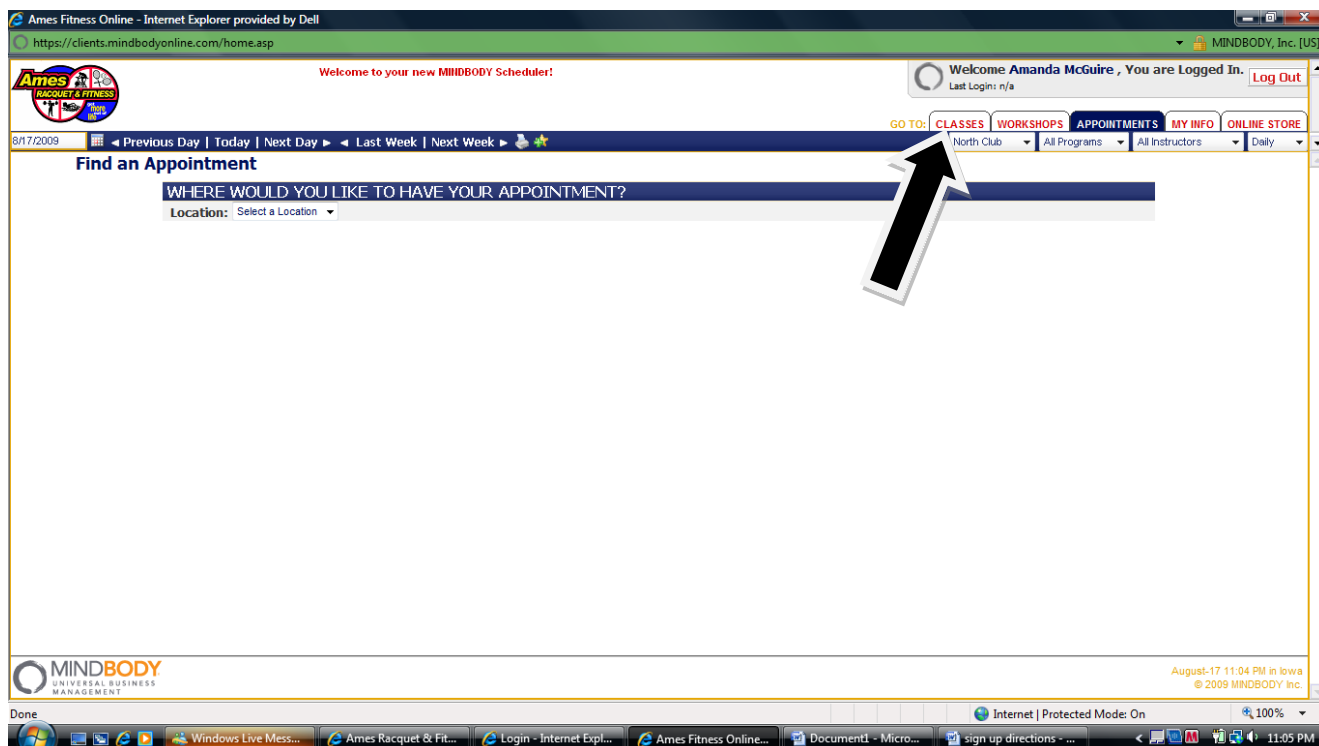 Ames Fitness Online - Internet Explorer provided by Dell
https://clients.mindbodyonline.com/home.asp
MINDBODY, Inc. [US]
Ames
RACQUET & FITNESS
Welcome to your new MINDBODY Scheduler!
Welcome Amanda McGuire , You are Logged In.
Last Login: n/a
Log Out
GO TO: CLASSES WORKSHOPS APPOINTMENTS MY INFO ONLINE STORE
8/17/2009 Previous Day | Today | Next Day Last Week | Next Week North Club All Programs All Instructors Daily
Find an Appointment
WHERE WOULD YOU LIKE TO HAVE YOUR APPOINTMENT?
Location: Select a Location
MINDBODY
UNIVERSAL BUSINESS
MANAGEMENT
August-17 11:04 PM in Iowa
© 2009 MINDBODY Inc.
Done Internet | Protected Mode: On 100%
Windows Live Mess... Ames Racquet & Fit... Login - Internet Expl... Ames Fitness Online... Document1 - Micro... sign up directions - ... 11:05 PM